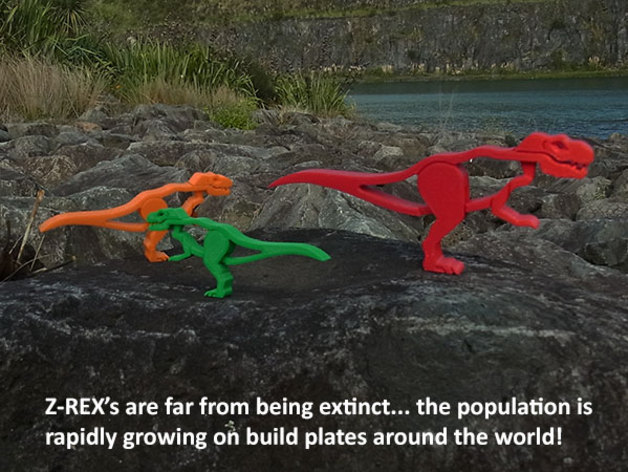 Z-REX's are far from being extinct... the population is
rapidly growing on build plates around the world!